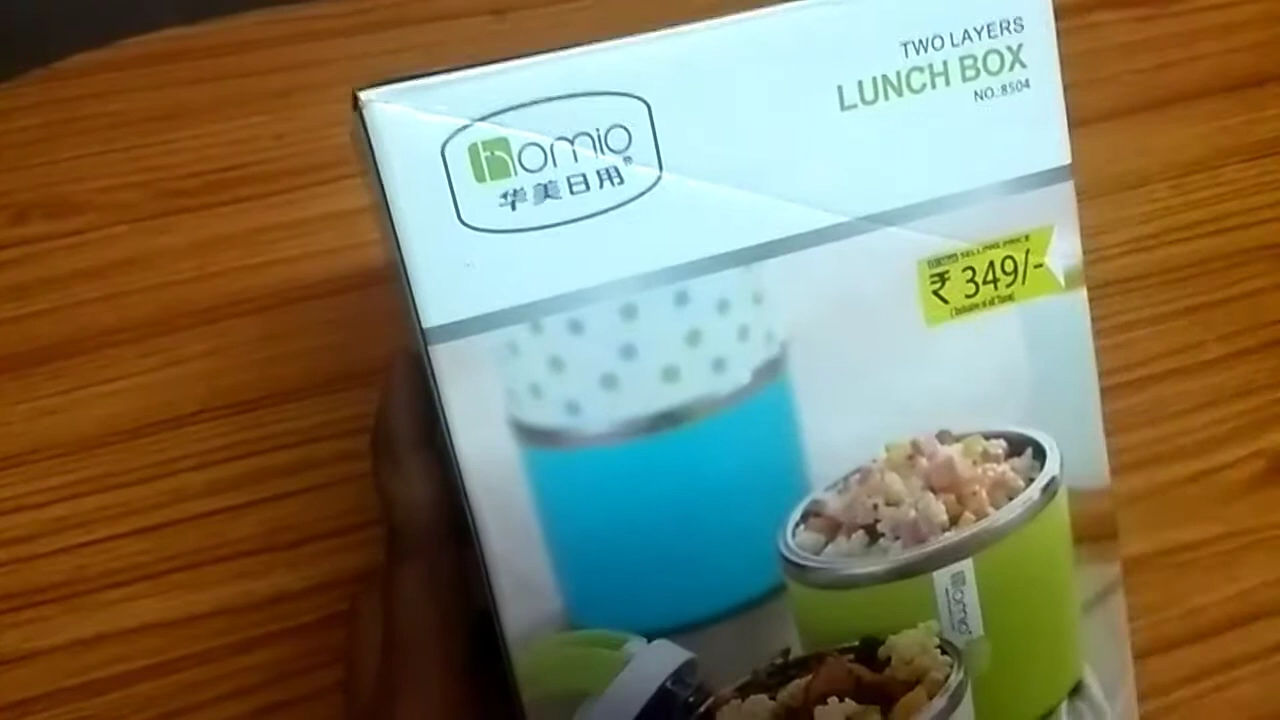 TWO LAYERS
LUNCH BOX
NO.:8504
homio®
华美日用
SELLING PRICE
₹ 349/-
homio